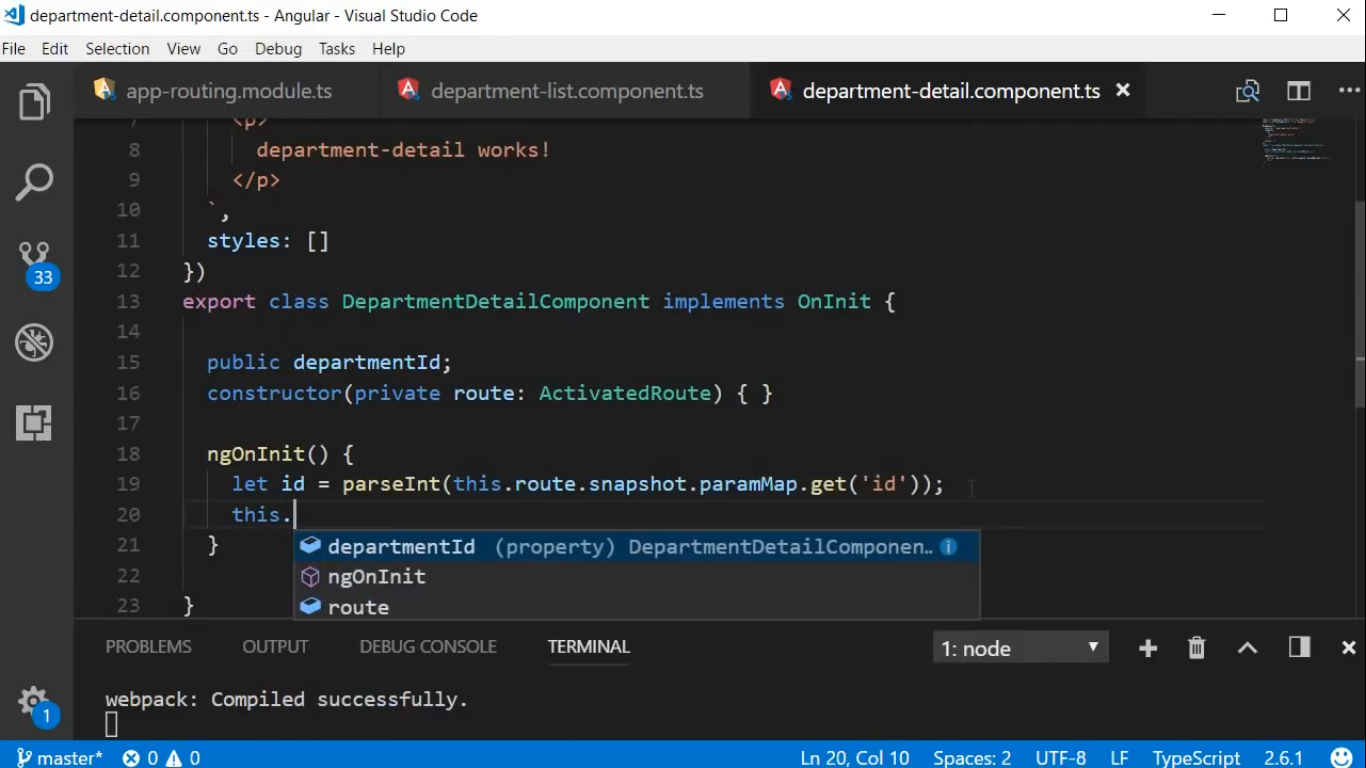 department-detail.component.ts - Angular - Visual Studio Code
File Edit Selection View Go Debug Tasks Help
app-routing.module.ts department-list.component.ts department-detail.component.ts
7 <p>
8 department-detail works!
9 </p>
10 `,
11 styles: []
12 })
13 export class DepartmentDetailComponent implements OnInit {
14
15 public departmentId;
16 constructor(private route: ActivatedRoute) { }
17
18 ngOnInit() {
19 let id = parseInt(this.route.snapshot.paramMap.get('id'));
20 this.
21 }
departmentId (property) DepartmentDetailComponen…
22
ngOnInit
23 }
route
33
PROBLEMS OUTPUT DEBUG CONSOLE TERMINAL 1: node
webpack: Compiled successfully.
1
master* 0 0 Ln 20, Col 10 Spaces: 2 UTF-8 LF TypeScript 2.6.1